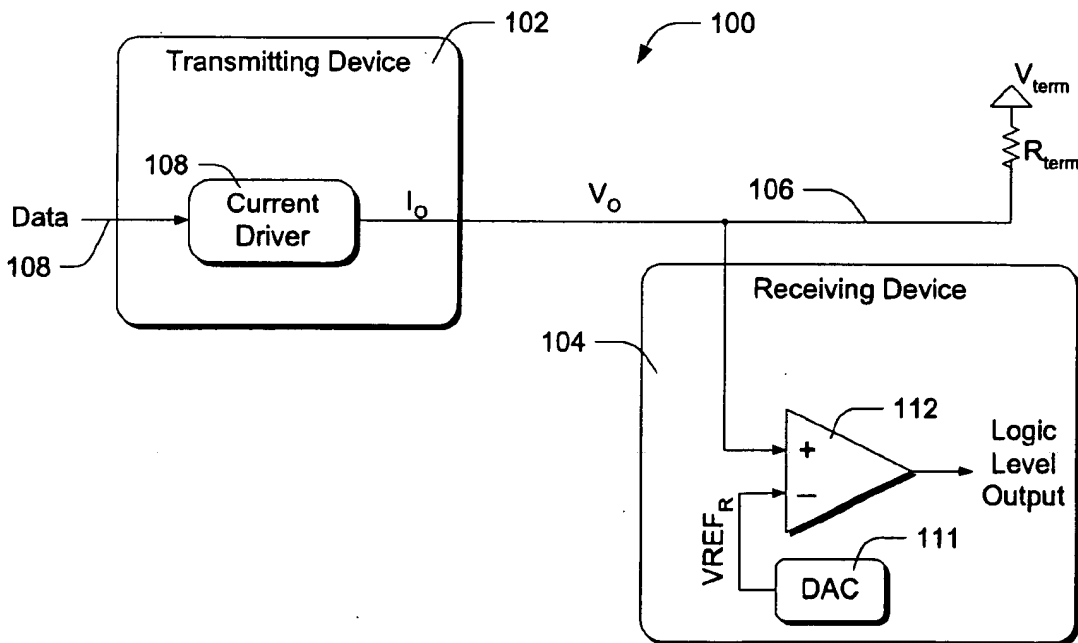 102
100
Transmitting Device
V_term
R_term
108
Current
Driver
Data
I_O
V_O
106
108
Receiving Device
104
112
+
−
Logic
Level
Output
VREF_R
111
DAC